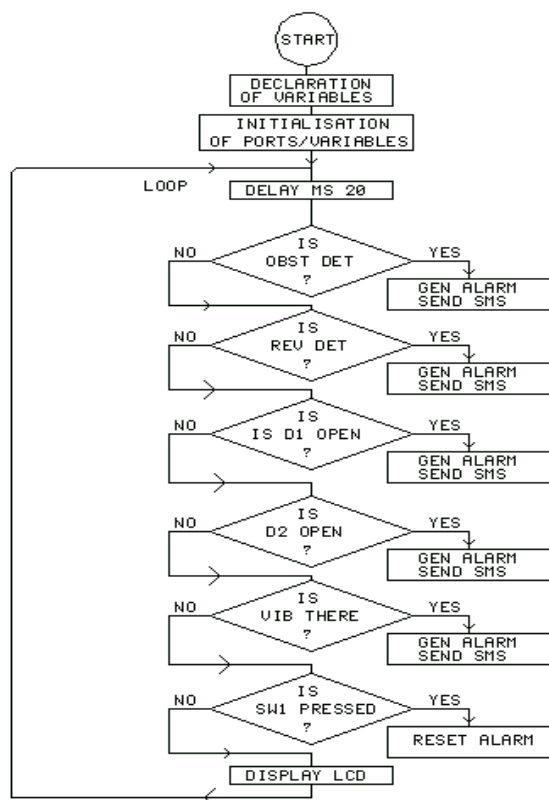 START
DECLARATION
OF VARIABLES
INITIALISATION
OF PORTS/VARIABLES
LOOP
DELAY MS 20
IS
OBST DET
?
NO
YES
GEN ALARM
SEND SMS
IS
REV DET
?
NO
YES
GEN ALARM
SEND SMS
IS
IS D1 OPEN
?
NO
YES
GEN ALARM
SEND SMS
IS
D2 OPEN
?
NO
YES
GEN ALARM
SEND SMS
IS
VIB THERE
?
NO
YES
GEN ALARM
SEND SMS
IS
SW1 PRESSED
?
NO
YES
RESET ALARM
DISPLAY LCD